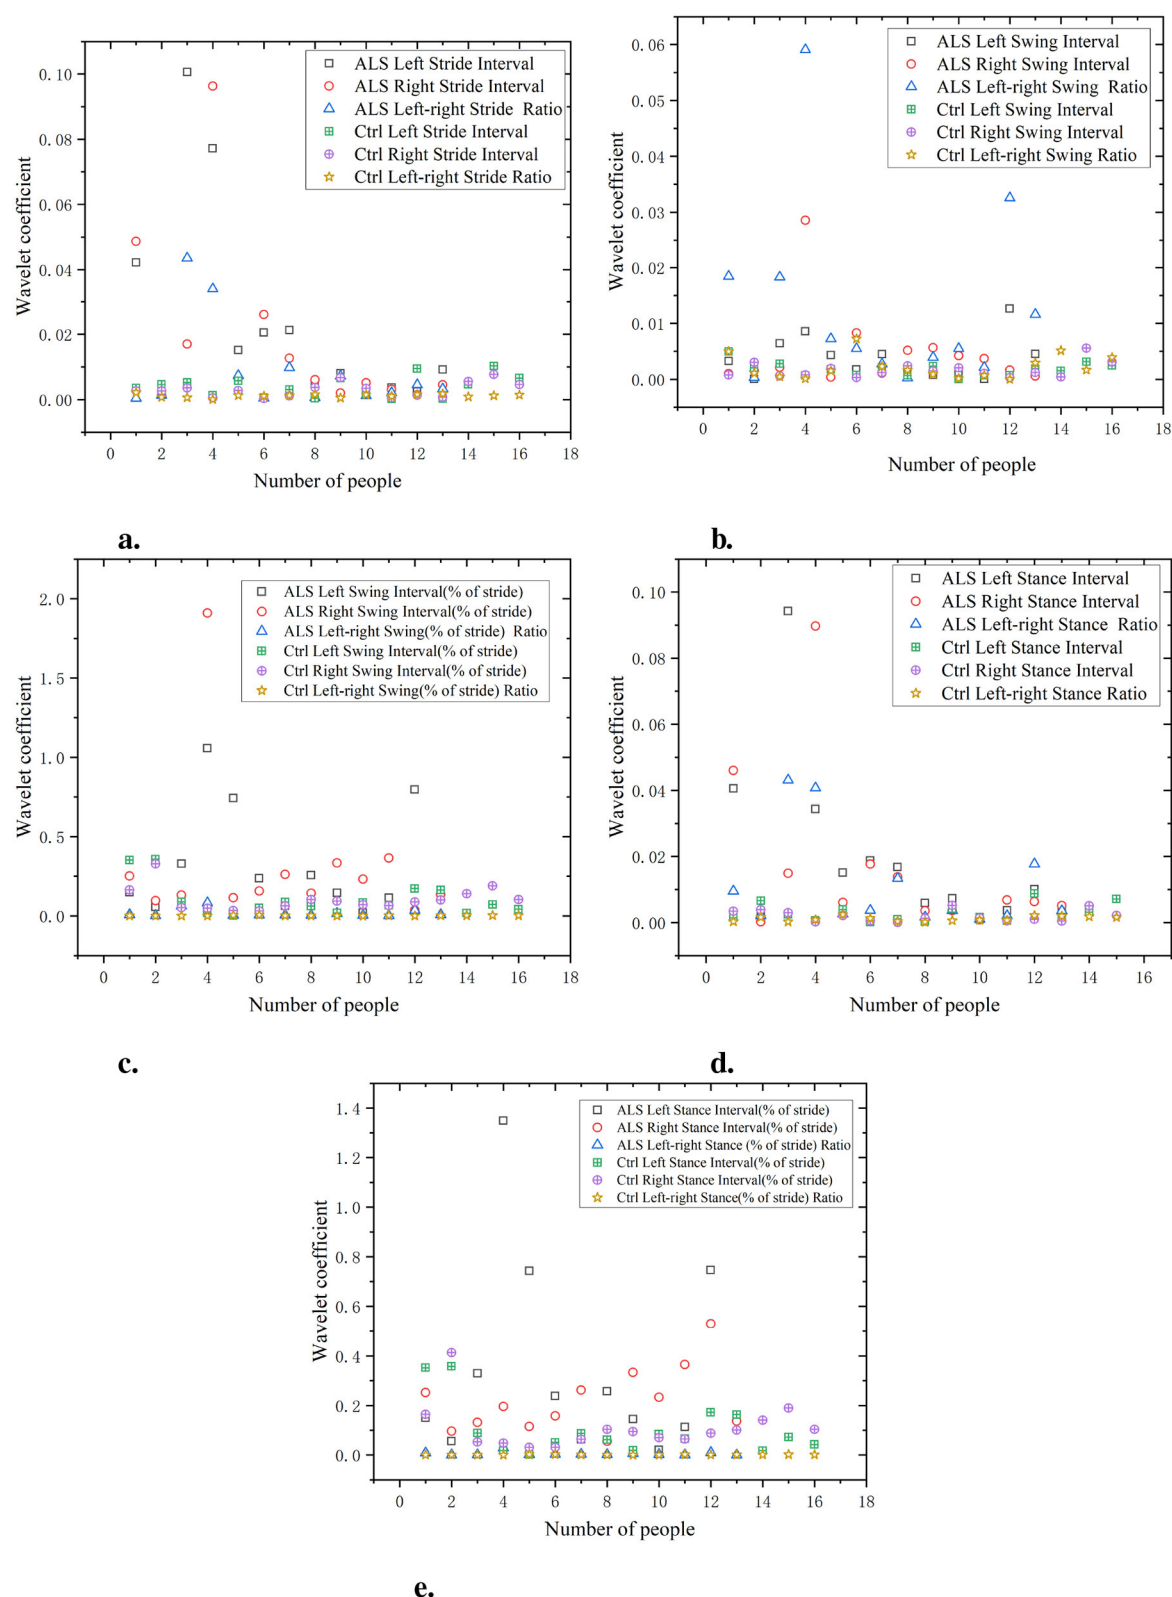 ALS Left Stride Interval
ALS Right Stride Interval
ALS Left-right Stride Ratio
Ctrl Left Stride Interval
Ctrl Right Stride Interval
Ctrl Left-right Stride Ratio
0.10
0.08
0.06
0.04
0.02
0.00
Wavelet coefficient
0 2 4 6 8 10 12 14 16 18
Number of people
a.
ALS Left Swing Interval
ALS Right Swing Interval
ALS Left-right Swing Ratio
Ctrl Left Swing Interval
Ctrl Right Swing Interval
Ctrl Left-right Swing Ratio
0.06
0.05
0.04
0.03
0.02
0.01
0.00
Wavelet coefficient
0 2 4 6 8 10 12 14 16 18
Number of people
b.
ALS Left Swing Interval(% of stride)
ALS Right Swing Interval(% of stride)
ALS Left-right Swing(% of stride) Ratio
Ctrl Left Swing Interval(% of stride)
Ctrl Right Swing Interval(% of stride)
Ctrl Left-right Swing(% of stride) Ratio
2.0
1.5
1.0
0.5
0.0
Wavelet coefficient
0 2 4 6 8 10 12 14 16 18
Number of people
c.
ALS Left Stance Interval
ALS Right Stance Interval
ALS Left-right Stance Ratio
Ctrl Left Stance Interval
Ctrl Right Stance Interval
Ctrl Left-right Stance Ratio
0.10
0.08
0.06
0.04
0.02
0.00
Wavelet coefficient
0 2 4 6 8 10 12 14 16
Number of people
d.
ALS Left Stance Interval(% of stride)
ALS Right Stance Interval(% of stride)
ALS Left-right Stance (% of stride) Ratio
Ctrl Left Stance Interval(% of stride)
Ctrl Right Stance Interval(% of stride)
Ctrl Left-right Stance(% of stride) Ratio
1.4
1.2
1.0
0.8
0.6
0.4
0.2
0.0
Wavelet coefficient
0 2 4 6 8 10 12 14 16 18
Number of people
e.